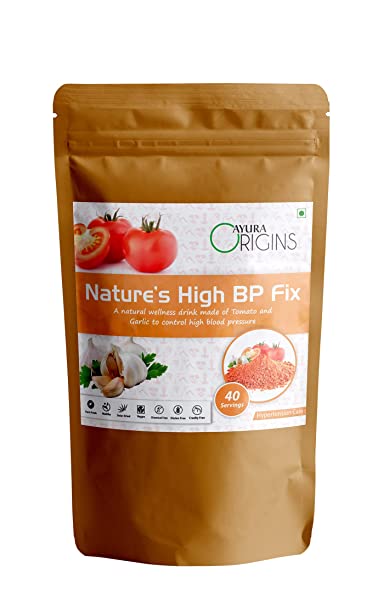 AYURA
ORIGINS
Nature's High BP Fix
A natural wellness drink made of Tomato and
Garlic to control high blood pressure
40
Servings
Hypertension Care